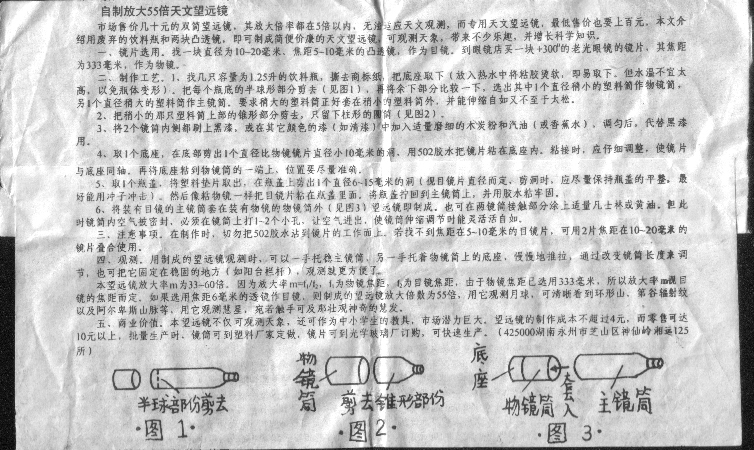 自制放大55倍天文望远镜
市场售价几十元的双筒望远镜，其放大倍率都在5倍以内，无法适应天文观测，而专用天文望远镜，最低售价也要上百元。本文介
绍用废弃的饮料瓶和两块凸透镜，即可制成简便价廉的天文望远镜，可观测天象，带来不少乐趣，并增长科学知识。
一、镜片选用。找一块直径为10~20毫米、焦距5~10毫米的凸透镜，作为目镜。到眼镜店买一块+300°的老光眼镜的镜片，其焦距
为333毫米，作为物镜。
二、制作工艺。1、找几只容量为1.25升的饮料瓶，撕去商标纸，把底座取下（放入热水中将粘胶烫软，即易取下。但水温不宜太
高，以免瓶体变形）。把每个瓶底的半球形部分剪去（见图1），再将余下部分比较一下，选出其中1个直径稍小的塑料筒作物镜筒，
另1个直径稍大的塑料筒作主镜筒。要求稍大的塑料筒正好套在稍小的塑料筒外，并能伸缩自如又不至于太松。
2、把稍小的那只塑料筒上部的锥形部分剪去，只留下柱形的圆筒（见图2）。
3、将2个镜筒内侧都刷上黑漆，或在其它颜色的漆（如清漆）中加入适量磨细的木炭粉和汽油（或香蕉水），调匀后，代替黑漆
用。
4、取1个底座，在底部剪出1个直径比物镜镜片直径小10毫米的洞，用502胶水把镜片粘在底座内。粘接时，应仔细调整，使镜片
与底座同轴。再将底座粘到物镜筒的一端上，位置要尽量准确。
5、取1个瓶盖，将塑料垫片取出，在瓶盖上剪出1个直径6~15毫米的洞（视目镜片直径而定，剪洞时，应尽量保持瓶盖的平整，最
好能用冲子冲击）。然后像粘物镜一样把目镜片粘在瓶盖里面，将瓶盖拧回到主镜筒上，并用胶水粘牢固。
6、将装有目镜的主镜筒套在装有物镜的物镜筒外（见图3）望远镜即制成。也可在两镜筒接触部分涂上适量凡士林或黄油。但此
时镜筒内空气被密封，必须在镜筒上打1~2个小孔，让空气进出，使镜筒伸缩调节时能灵活自如。
三、注意事项。在制作时，切勿把502胶水沾到镜片的工作面上。若找不到焦距在5~10毫米的目镜片，可用2片焦距在10~20毫米的
镜片叠合使用。
四、观测。用制成的望远镜观测时，可以一手托稳主镜筒，另一手托着物镜筒上的底座，慢慢地推拉，通过改变镜筒长度来调
节，也可把它固定在稳固的地方（如阳台栏杆），观测就更方便了。
本望远镜放大率m为33~60倍。因为放大率m=f₁/f₂，f₁为物镜焦距，f₂为目镜焦距，由于物镜焦距已选用333毫米，所以放大率m视目
镜的焦距而定。如果选用焦距6毫米的透镜作目镜，则制成的望远镜放大倍数为55倍，用它观测月球，可清晰看到环形山、第谷辐射纹
以及阿尔卑斯山脉等，用它观测彗星，宛若触手可及那壮观神奇的彗发。
五、商业价值。本望远镜不仅可观测天象，还可作为中小学生的教具，市场潜力巨大。望远镜的制作成本不超过4元，而零售可达
10元以上，批量生产时，镜筒可到塑料厂家定做，镜片可到光学玻璃厂订购，可快速生产。（425000湖南永州市芝山区神仙岭湘运125
所）
半球部份剪去
·图1·
物镜筒
剪去锥形部份
·图2·
底座
物镜筒
套入
主镜筒
·图3·